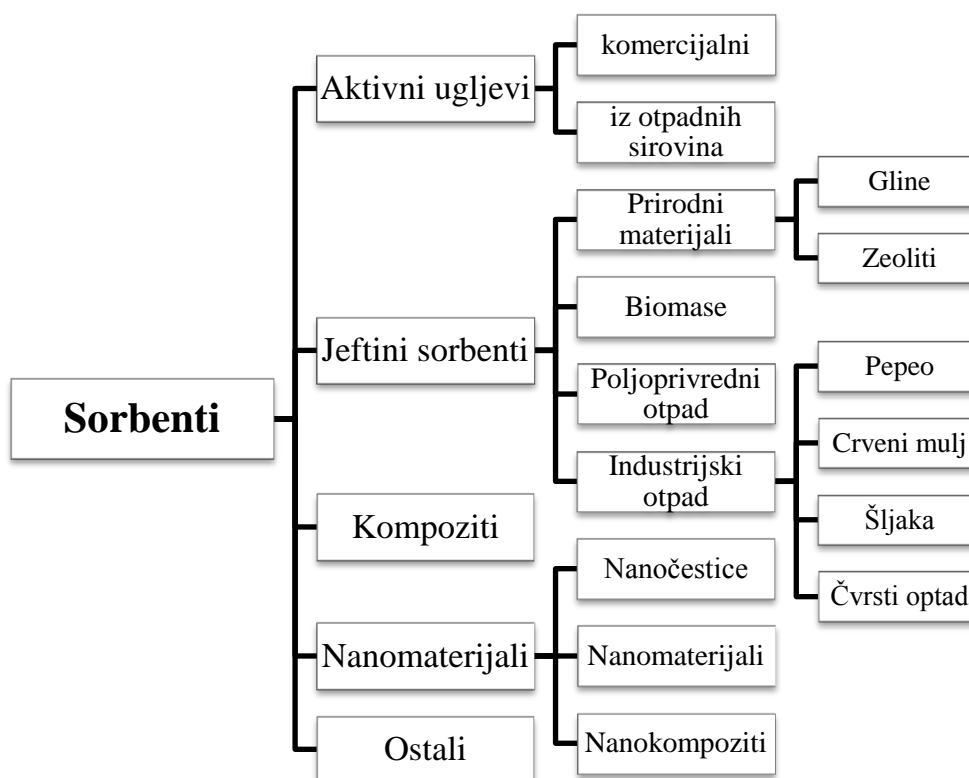 Sorbenti
Aktivni ugljevi
komercijalni
iz otpadnih
sirovina
Jeftini sorbenti
Prirodni
materijali
Gline
Zeoliti
Biomase
Poljoprivredni
otpad
Industrijski
otpad
Pepeo
Crveni mulj
Šljaka
Čvrsti optad
Kompoziti
Nanomaterijali
Nanočestice
Nanomaterijali
Nanokompoziti
Ostali